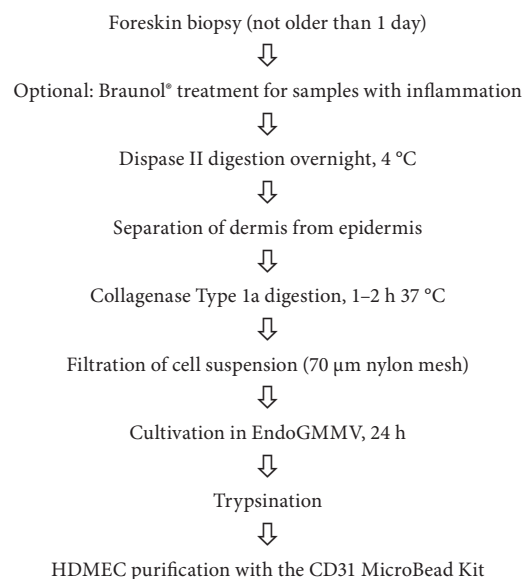 Foreskin biopsy (not older than 1 day)
Optional: Braunol® treatment for samples with inflammation
Dispase II digestion overnight, 4 °C
Separation of dermis from epidermis
Collagenase Type 1a digestion, 1–2 h 37 °C
Filtration of cell suspension (70 μm nylon mesh)
Cultivation in EndoGMMV, 24 h
Trypsination
HDMEC purification with the CD31 MicroBead Kit